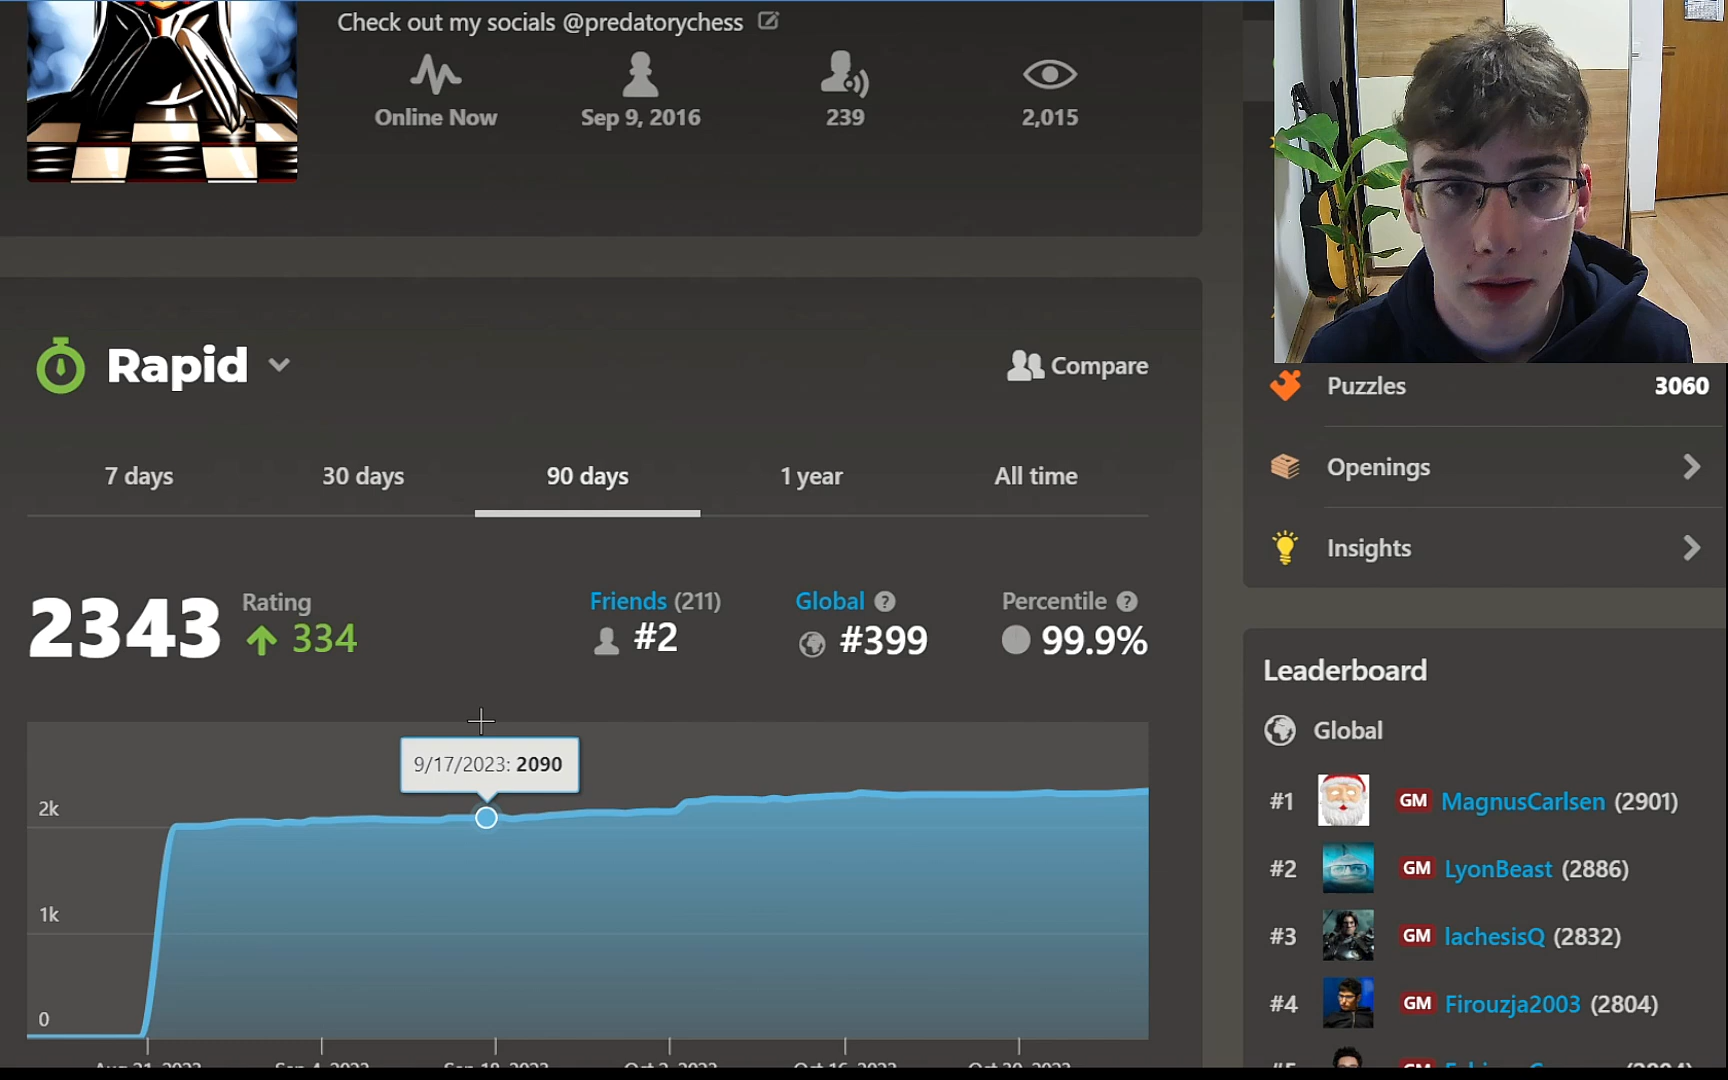 Check out my socials @predatorychess
Online Now
Sep 9, 2016
239
2,015
Rapid
Compare
7 days
30 days
90 days
1 year
All time
2343
Rating
334
Friends (211)
#2
Global ?
#399
Percentile ?
99.9%
9/17/2023: 2090
2k
1k
0
Puzzles 3060
Openings
Insights
Leaderboard
Global
#1 GM MagnusCarlsen (2901)
#2 GM LyonBeast (2886)
#3 GM lachesisQ (2832)
#4 GM Firouzja2003 (2804)